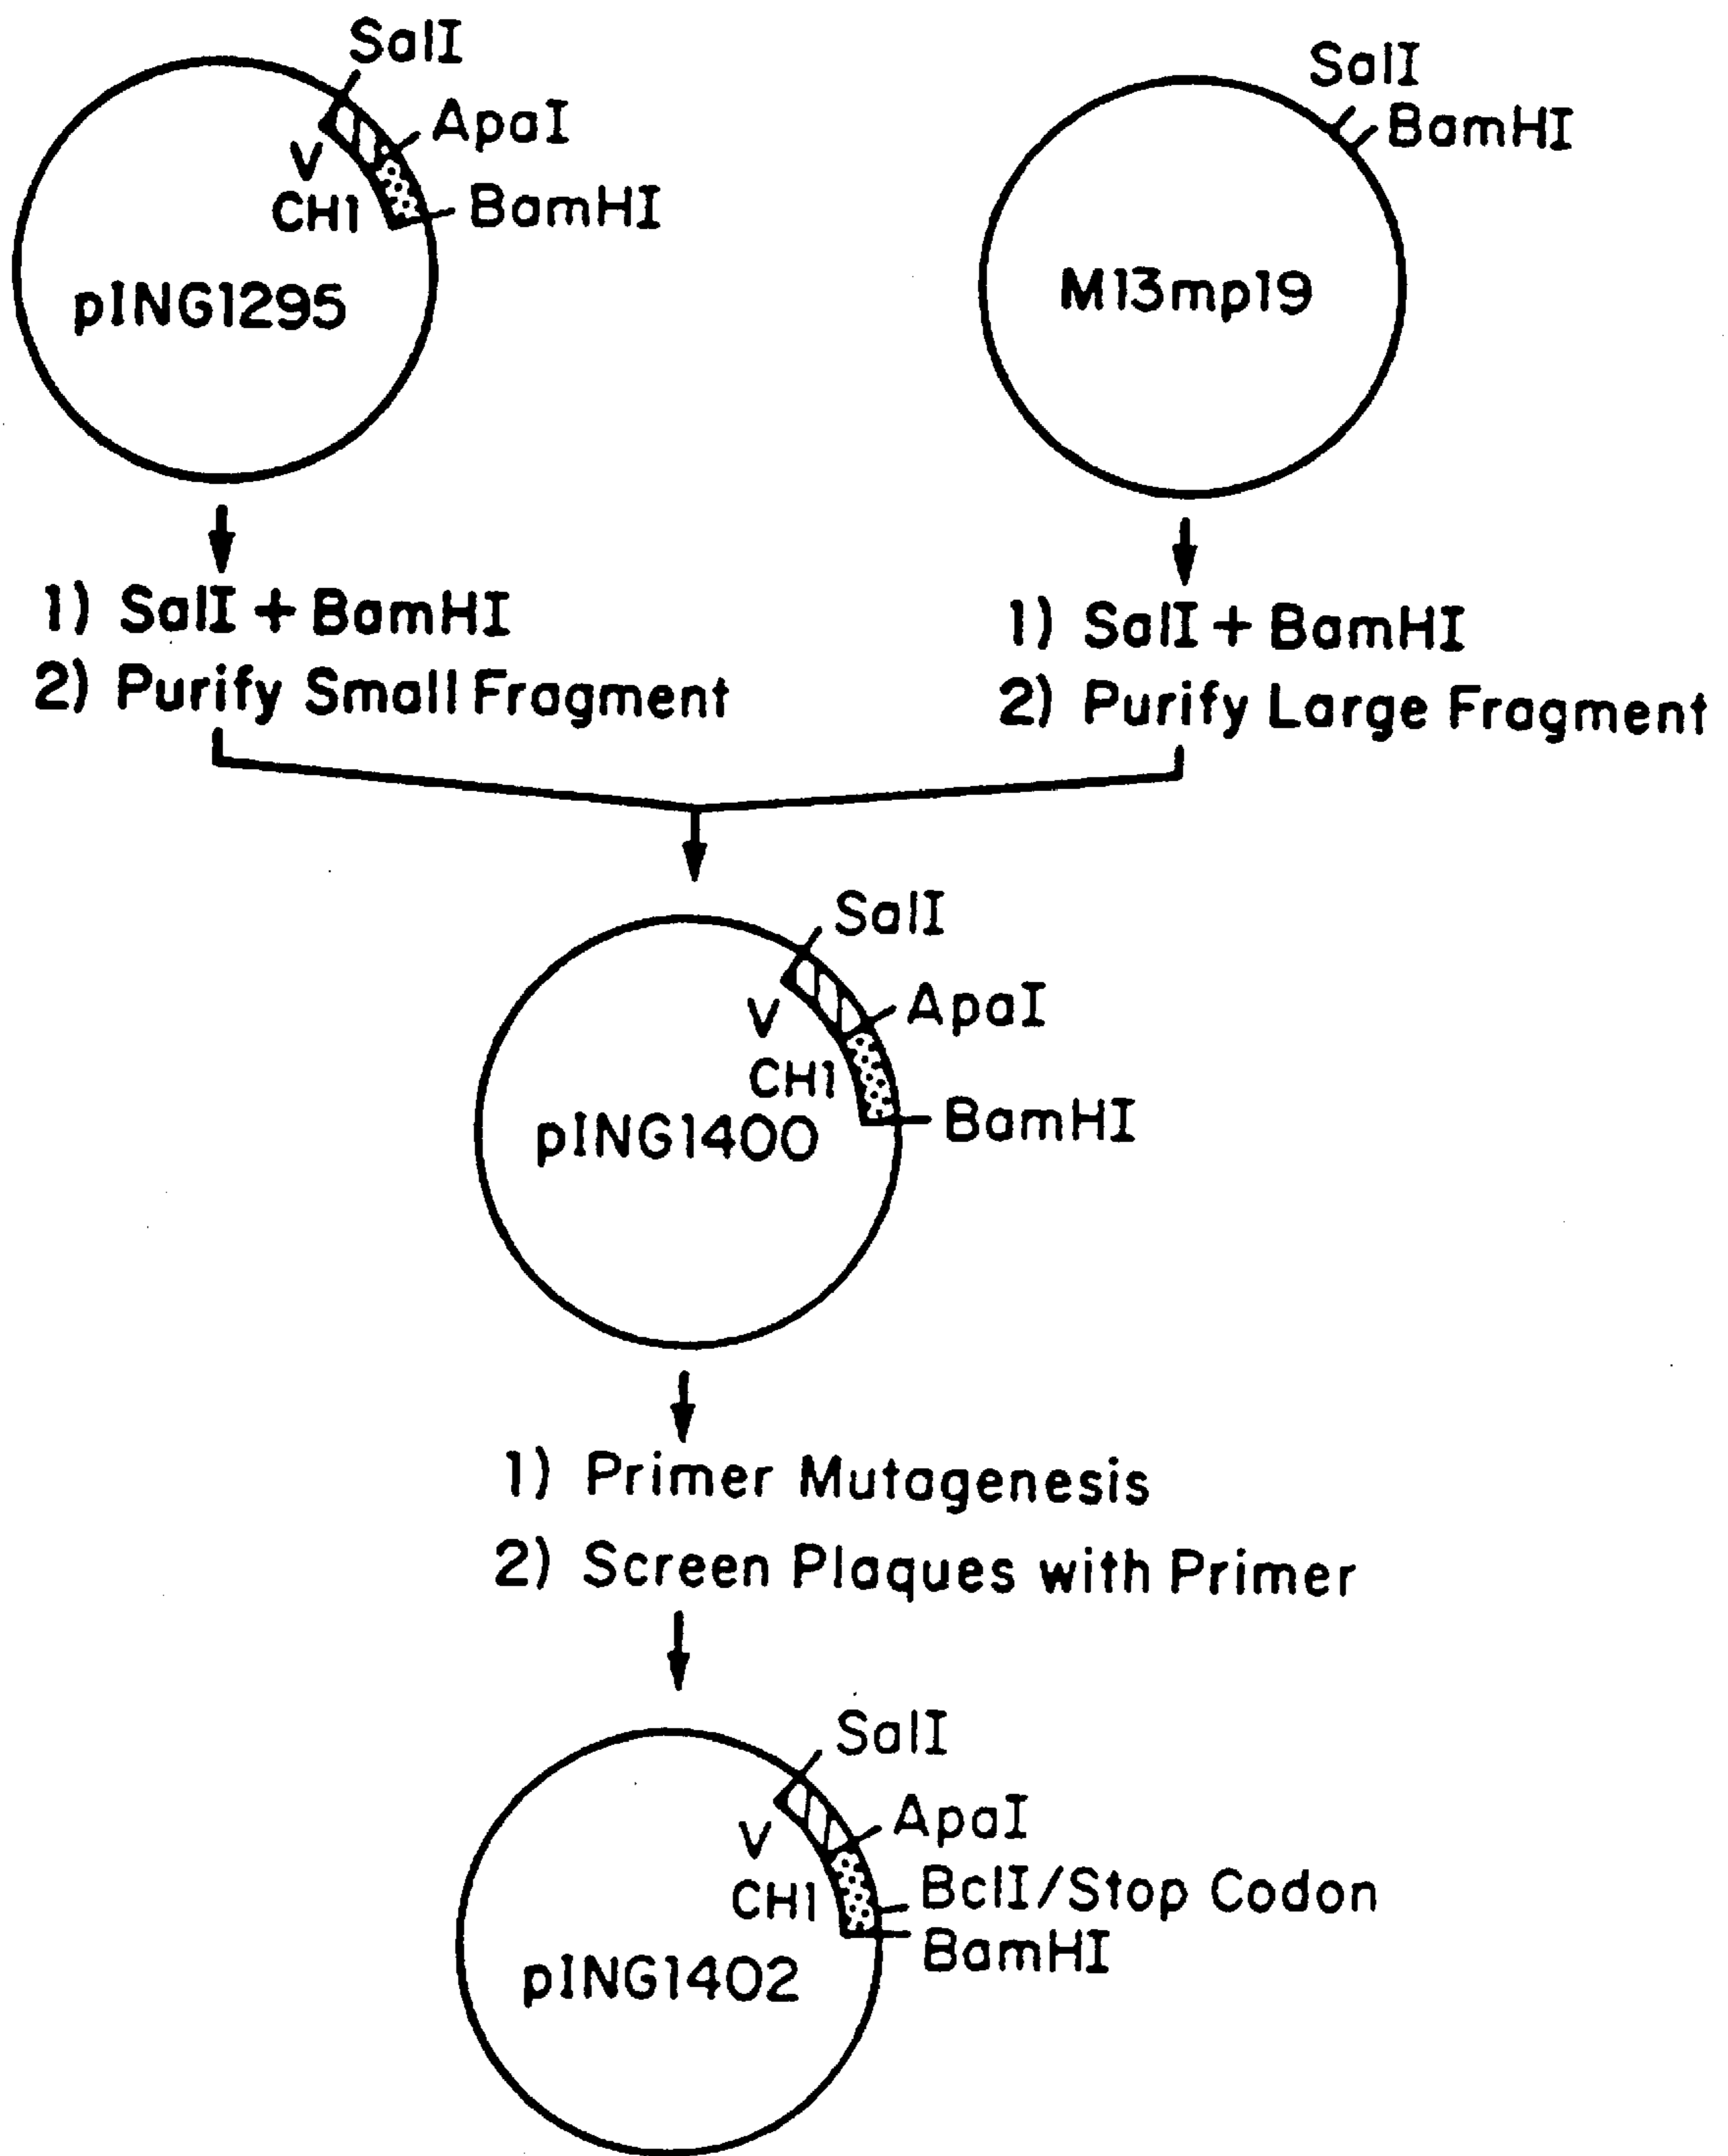 SalI
ApaI
V
CH1
BamHI
pING1295
SalI
BamHI
M13mp19
1) SalI + BamHI
2) Purify Small Fragment
1) SalI + BamHI
2) Purify Large Fragment
SalI
ApaI
V
CH1
BamHI
pING1400
1) Primer Mutagenesis
2) Screen Plaques with Primer
SalI
ApaI
V
BclI/Stop Codon
CH1
BamHI
pING1402